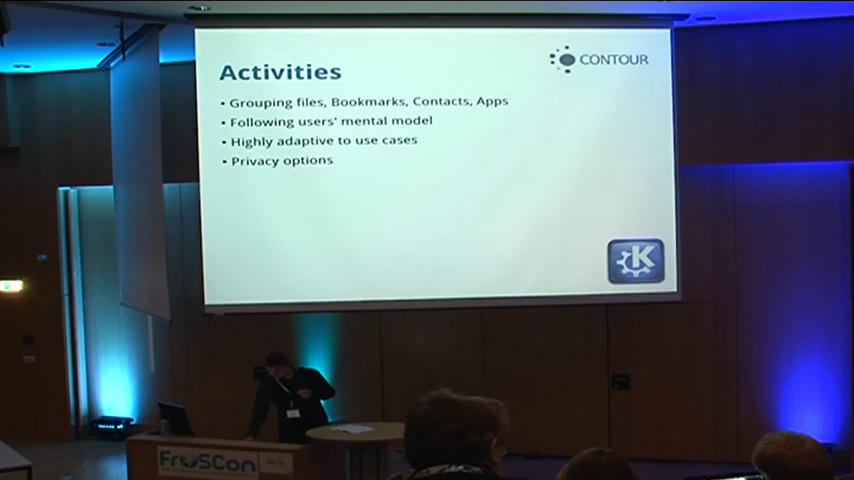 Activities
CONTOUR
• Grouping files, Bookmarks, Contacts, Apps
• Following users' mental model
• Highly adaptive to use cases
• Privacy options
K
FrOSCon